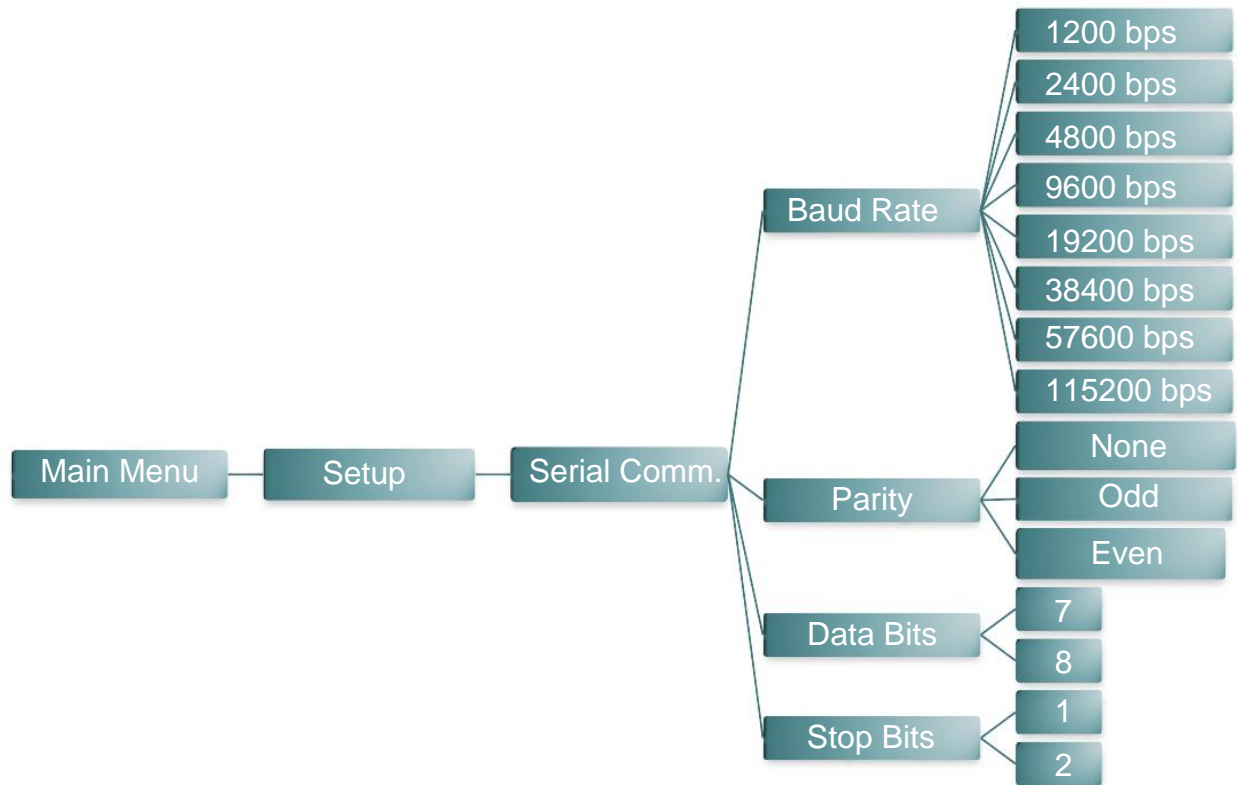 Main Menu
Setup
Serial Comm.
Baud Rate
1200 bps
2400 bps
4800 bps
9600 bps
19200 bps
38400 bps
57600 bps
115200 bps
Parity
None
Odd
Even
Data Bits
7
8
Stop Bits
1
2